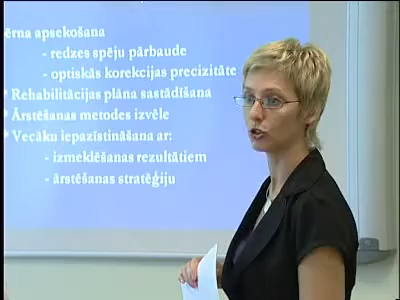 ērna apsekošana
- redzes spēju pārbaude
- optiskās korekcijas precizitāte
Rehabilitācijas plāna sastādīšana
Ārstēšanas metodes izvēle
Vecāku iepazīstināšana ar:
- izmeklēšanas rezultātiem
- ārstēšanas stratēģiju